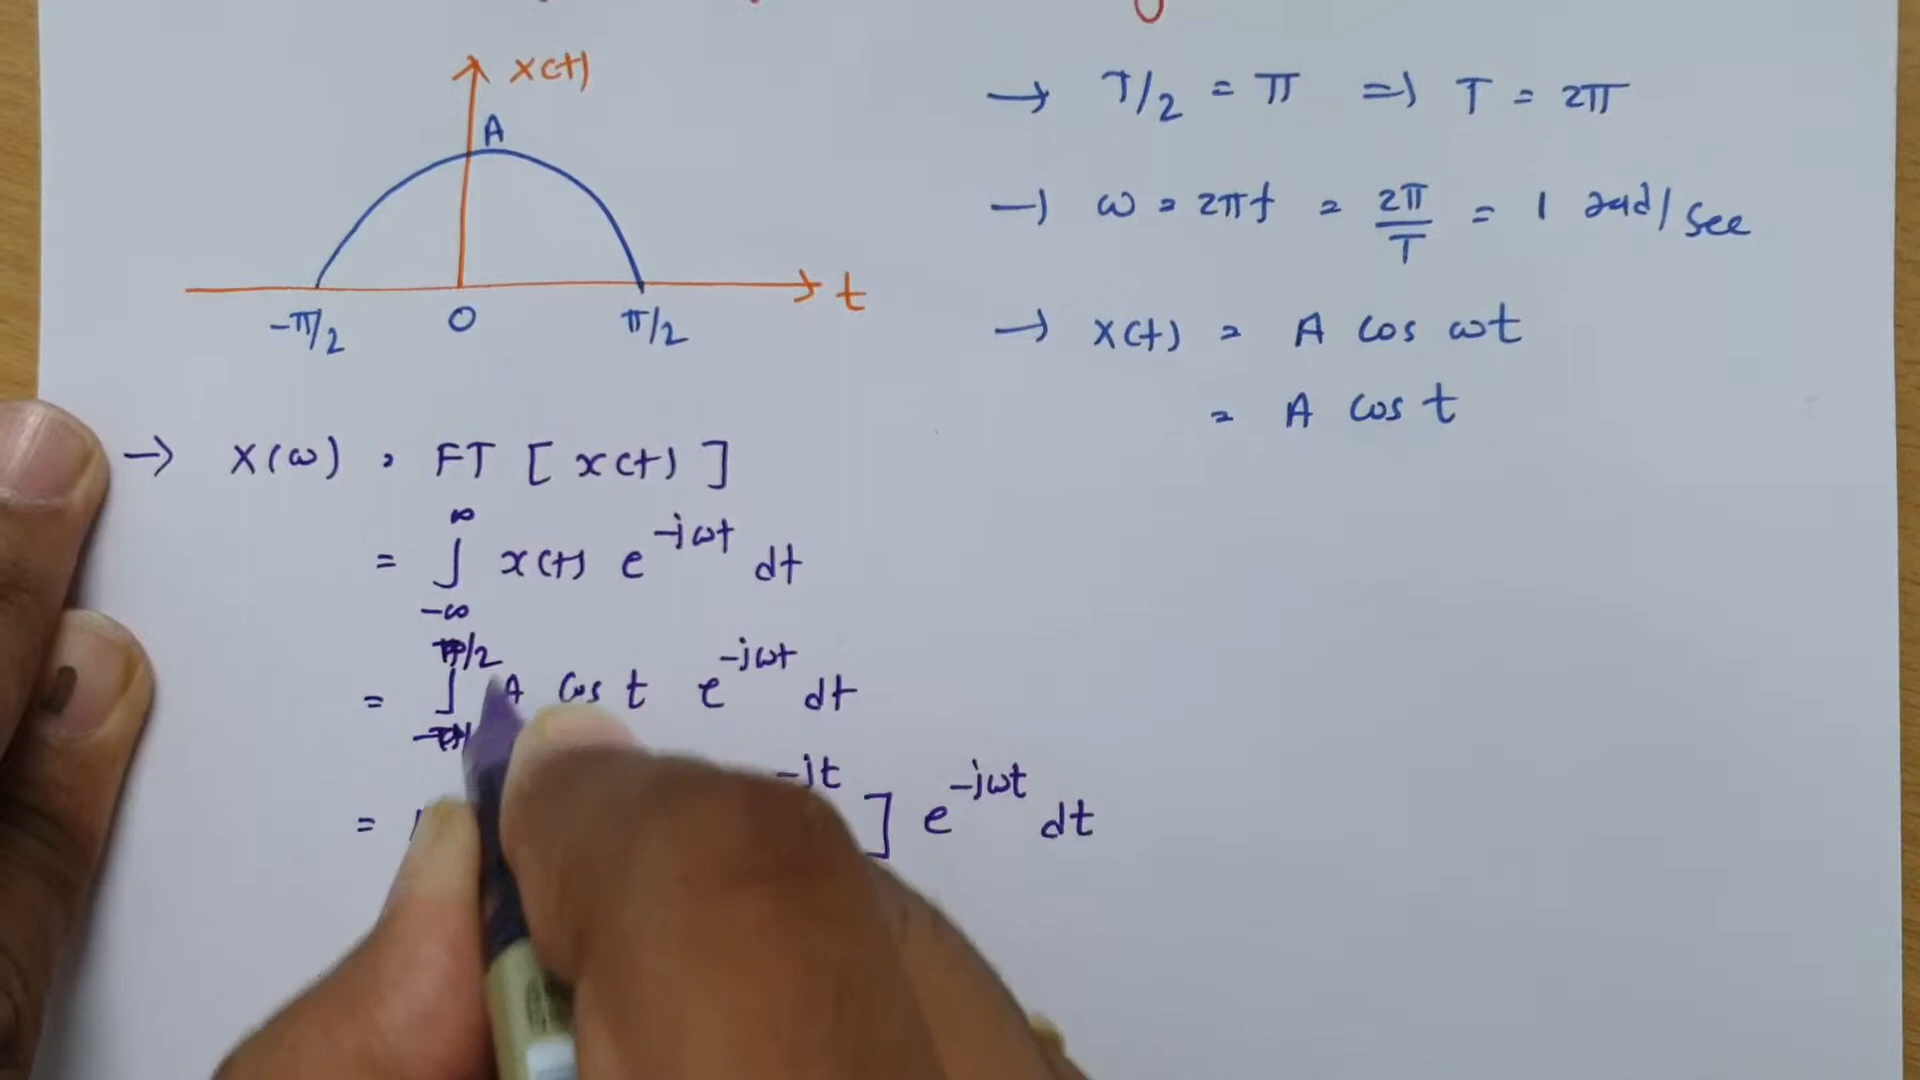 x(t)
A
-π/2 0 π/2 t
→ T/2 = π ⇒ T = 2π
→ ω = 2πf = 2π/T = 1 rad/sec
→ x(t) = A cos ωt
= A cos t
→ X(ω) = FT [ x(t) ]
= ∫_{-∞}^{∞} x(t) e^{-jωt} dt
= ∫_{-π/2}^{π/2} A cos t e^{-jωt} dt
= -jt ] e^{-jωt} dt